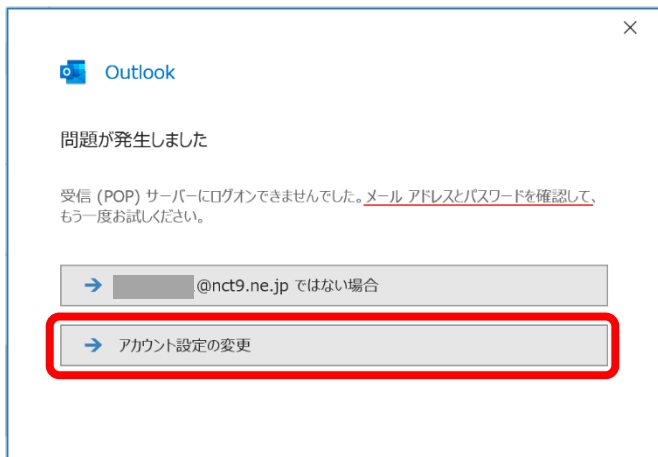 Outlook
問題が発生しました
受信 (POP) サーバーにログオンできませんでした。メール アドレスとパスワードを確認して、
もう一度お試しください。
@nct9.ne.jp ではない場合
アカウント設定の変更